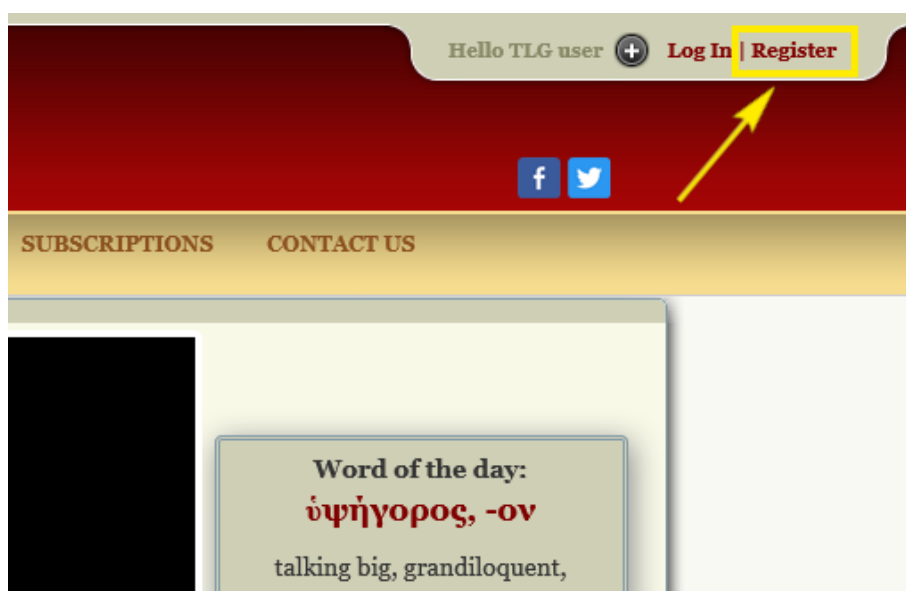 Hello TLG user Log In | Register
f
SUBSCRIPTIONS CONTACT US
Word of the day:
ὑψήγορος, -ον
talking big, grandiloquent,